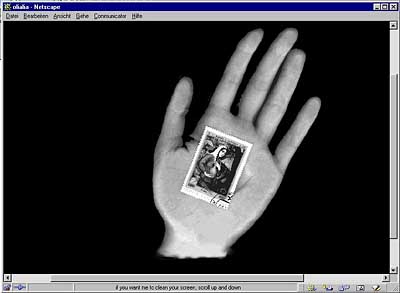 olialia - Netscape
Datei Bearbeiten Ansicht Gehe Communicator Hilfe
if you want me to clean your screen, scroll up and down